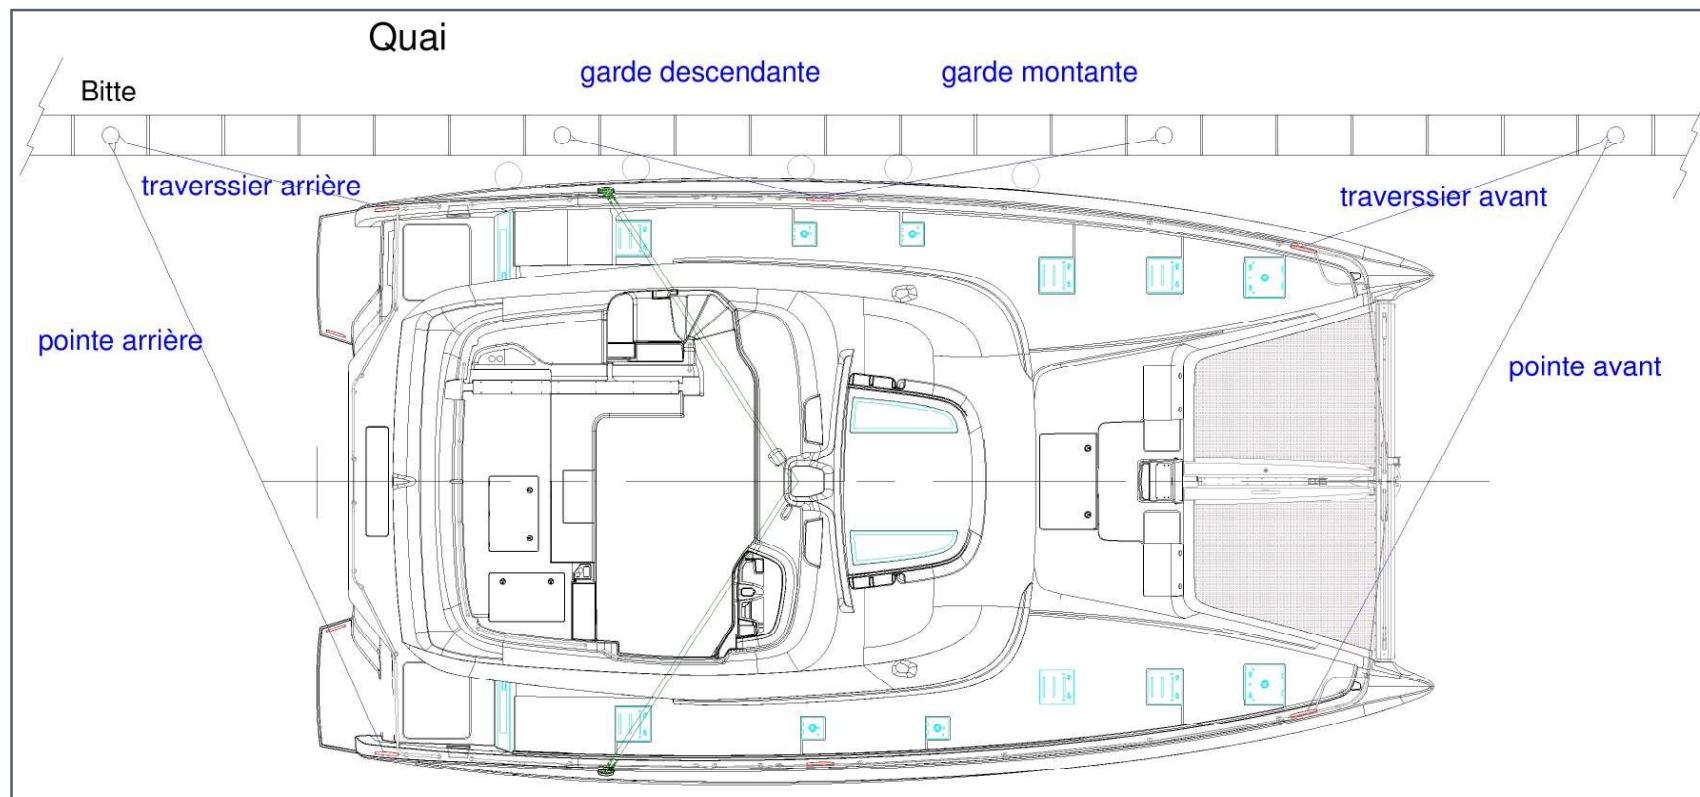 Quai
garde descendante
garde montante
Bitte
traverssier arrière
traverssier avant
pointe arrière
pointe avant